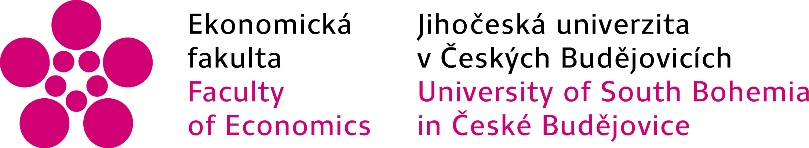 Ekonomická
fakulta
Faculty
of Economics
Jihočeská univerzita
v Českých Budějovicích
University of South Bohemia
in České Budějovice